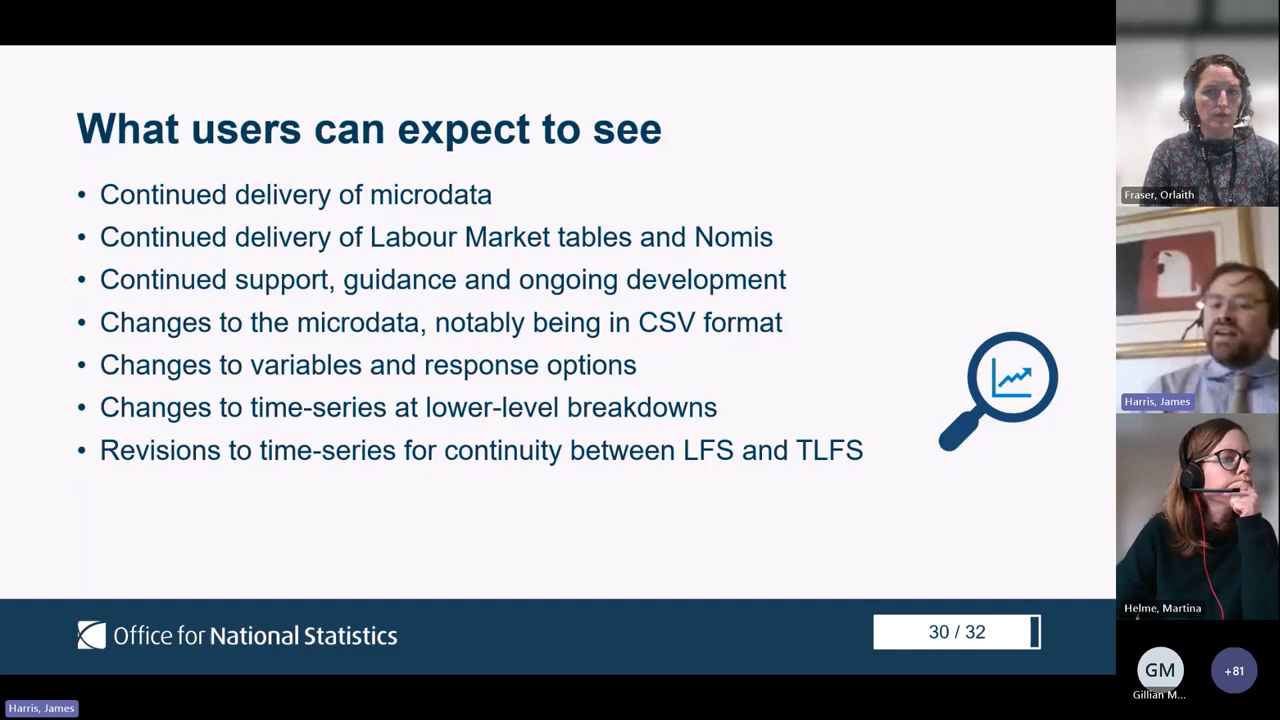 What users can expect to see
• Continued delivery of microdata
• Continued delivery of Labour Market tables and Nomis
• Continued support, guidance and ongoing development
• Changes to the microdata, notably being in CSV format
• Changes to variables and response options
• Changes to time-series at lower-level breakdowns
• Revisions to time-series for continuity between LFS and TLFS
Office for National Statistics
30 / 32
Harris, James
Fraser, Orlaith
Harris, James
Helme, Martina
GM
Gillian M...
+81